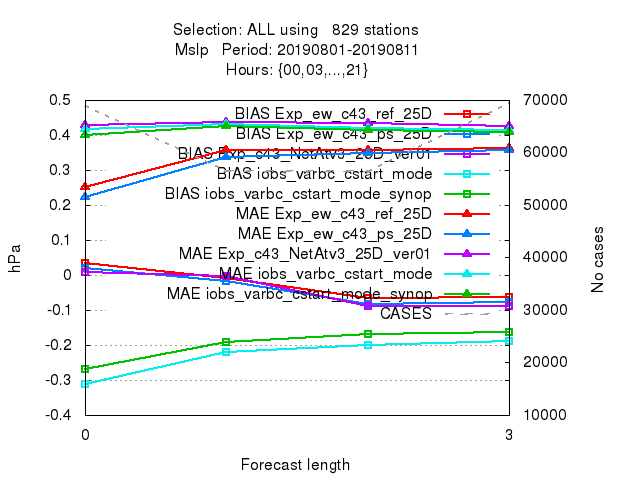 Selection: ALL using   829 stations
Mslp   Period: 20190801-20190811
Hours: {00,03,...,21}
0.5
0.4
0.3
0.2
0.1
0
-0.1
-0.2
-0.3
-0.4
hPa
70000
60000
50000
40000
30000
20000
10000
No cases
BIAS Exp_ew_c43_ref_25D
BIAS Exp_ew_c43_ps_25D
BIAS Exp_c43_NetAtv3_25D_ver01
BIAS iobs_varbc_cstart_mode
BIAS iobs_varbc_cstart_mode_synop
MAE Exp_ew_c43_ref_25D
MAE Exp_ew_c43_ps_25D
MAE Exp_c43_NetAtv3_25D_ver01
MAE iobs_varbc_cstart_mode
MAE iobs_varbc_cstart_mode_synop
CASES
0
3
Forecast length